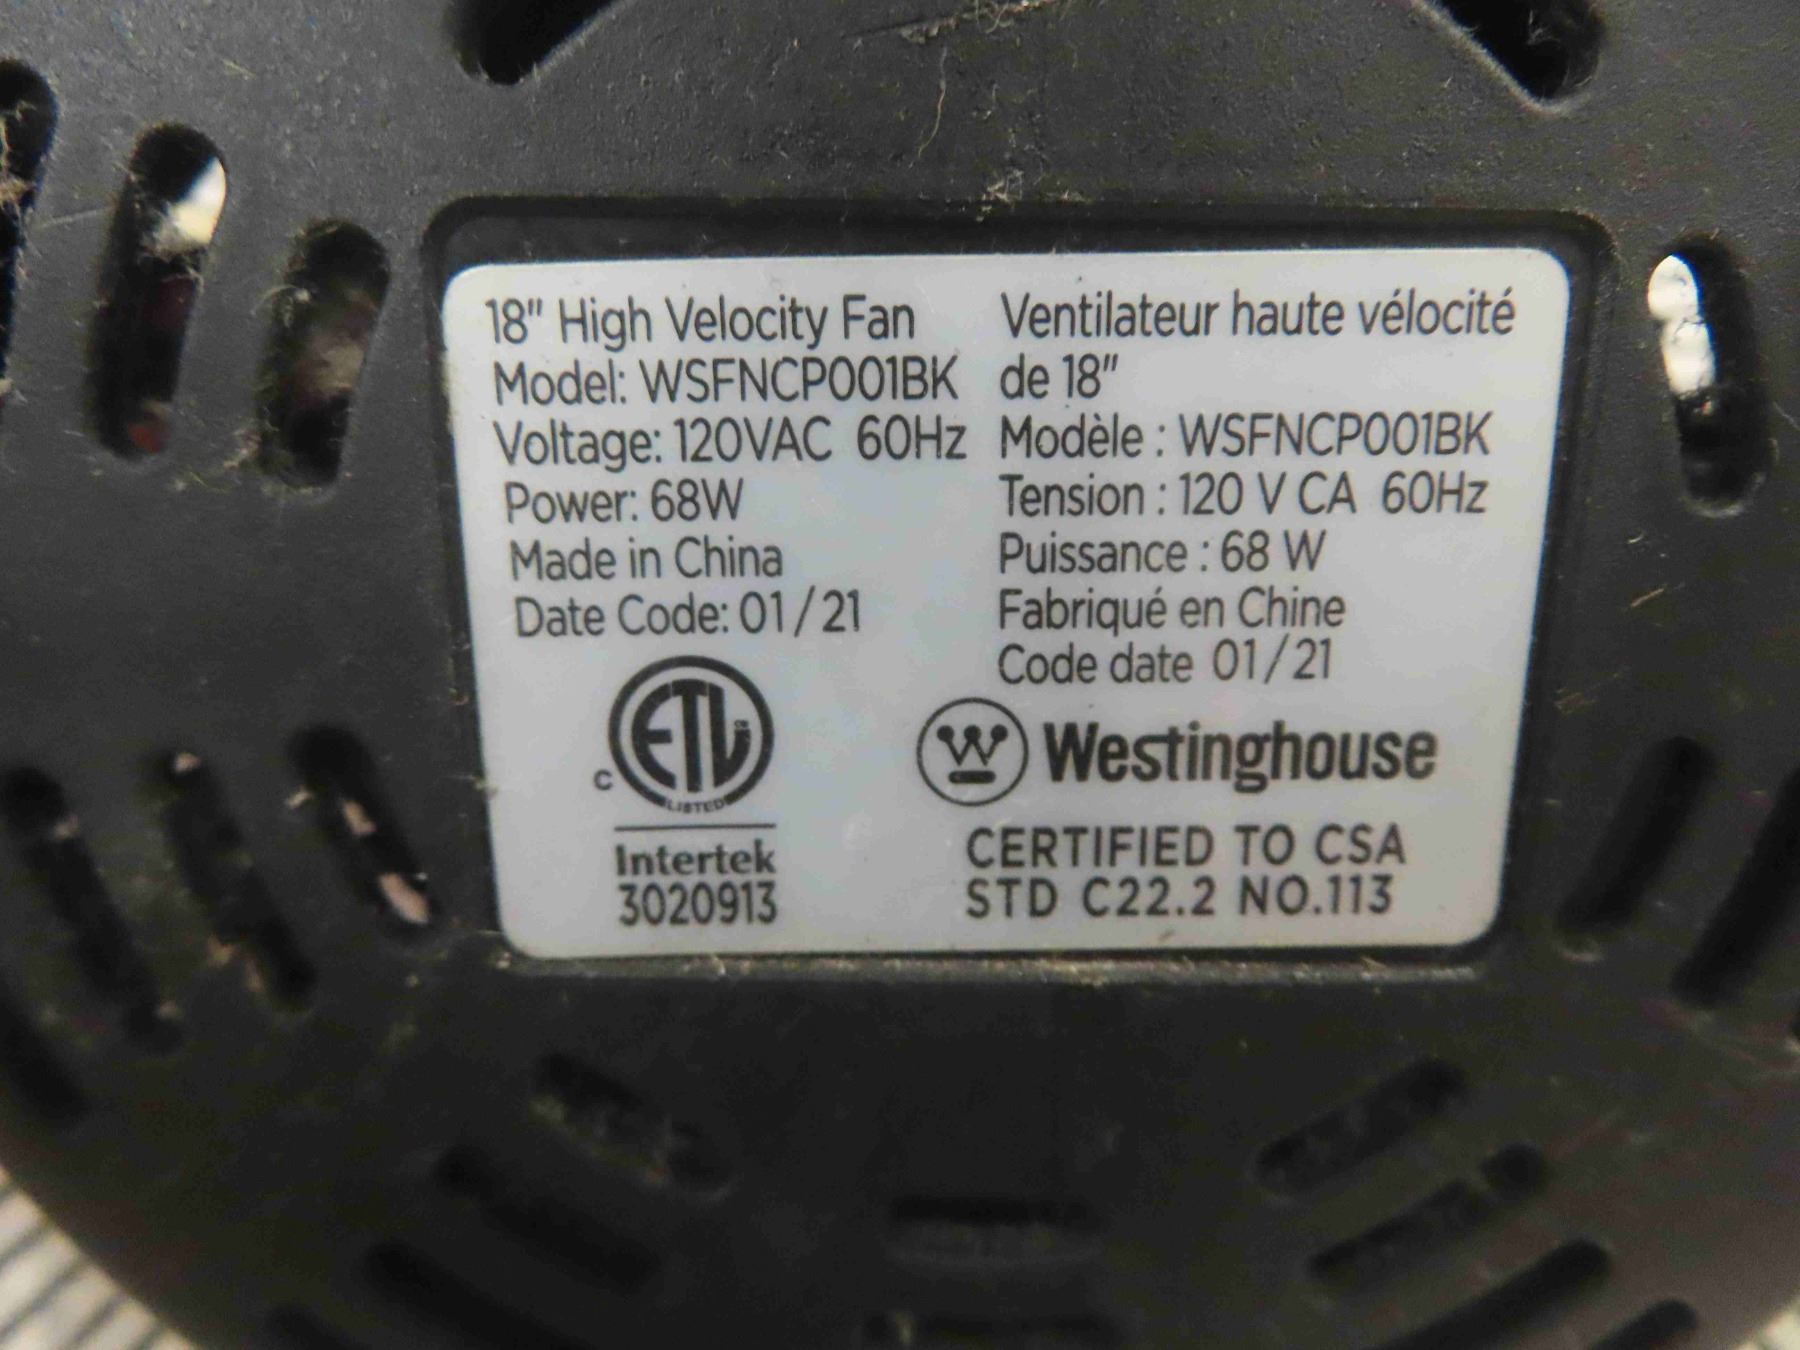 18" High Velocity Fan
Model: WSFNCP001BK
Voltage: 120VAC 60Hz
Power: 68W
Made in China
Date Code: 01/21
Ventilateur haute vélocité
de 18"
Modèle : WSFNCP001BK
Tension : 120 V CA 60Hz
Puissance : 68 W
Fabriqué en Chine
Code date 01/21
ETL
C
LISTED
Intertek
3020913
W Westinghouse
CERTIFIED TO CSA
STD C22.2 NO.113